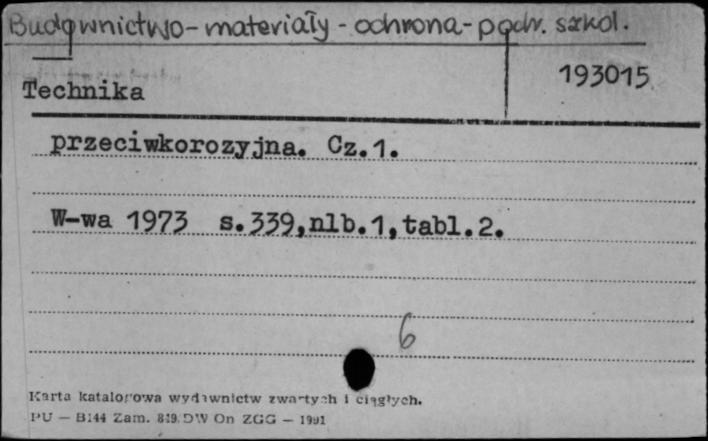 Budownictwo - materiały - ochrona - podr. szkol.
193015
Technika
przeciwkorozyjna. Cz.1.
W-wa 1973 s.339,nlb.1,tabl.2.
6
Karta katalogowa wydawnictw zwartych i ciągłych.
PU — B144 Zam. 819. DW On ZGG — 1991